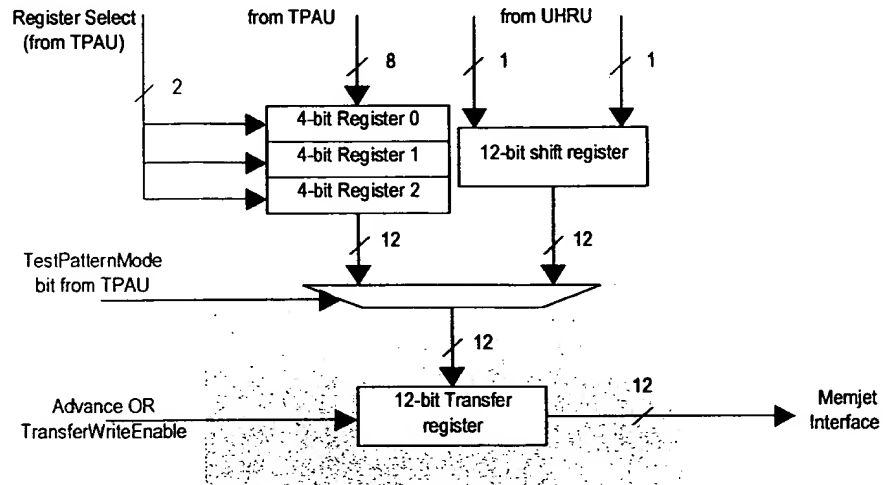 Register Select
(from TPAU)
from TPAU
from UHRU
2
8
1
1
4-bit Register 0
4-bit Register 1
4-bit Register 2
12-bit shift register
12
12
TestPatternMode
bit from TPAU
12
Advance OR
TransferWriteEnable
12-bit Transfer
register
12
Memjet
Interface